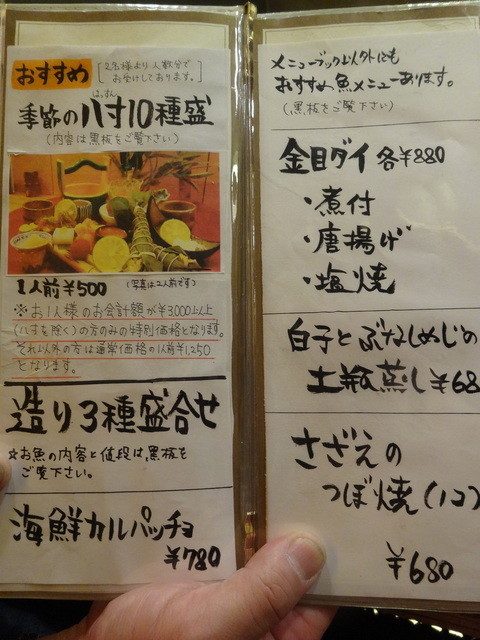 おすすめ
[2名様より人数分で
お受けしております。]
はっすん
季節の八寸10種盛
(内容は黒板をご覧下さい)
1人前¥500
(写真は2人前です)
※お1人様のお会計額が¥3,000以上
(八寸を除く)の方のみの特別価格となります。
それ以外の方は通常価格の1人前¥1,250
となります。
造り3種盛合せ
☆お魚の内容と値段は黒板を
ご覧下さい。
海鮮カルパッチョ
¥780
メニューブック以外にも
おすすめ魚メニューあります。
(黒板をご覧下さい)
金目ダイ 各¥880
・煮付
・唐揚げ
・塩焼
白子とぶなしめじの
土瓶蒸し ¥68
さざえの
つぼ焼(1コ)
¥680